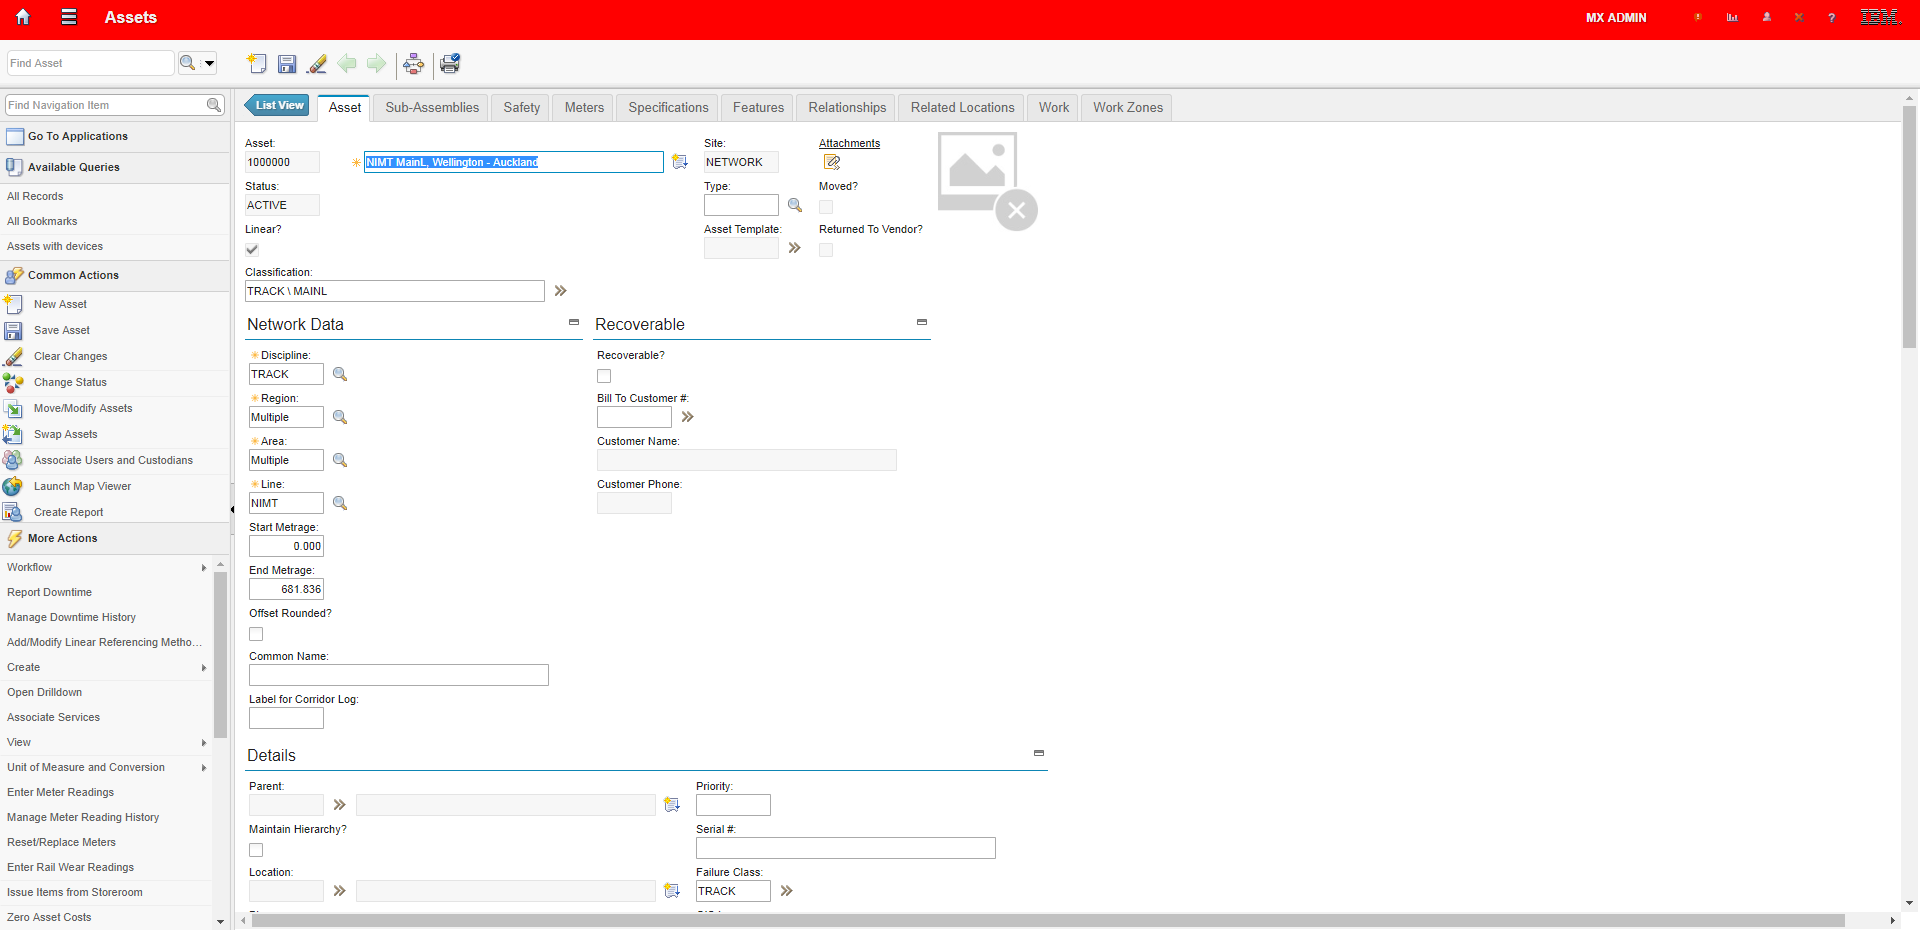 Assets
MX ADMIN
?
IBM.
Find Asset
Find Navigation Item
Go To Applications
Available Queries
All Records
All Bookmarks
Assets with devices
Common Actions
New Asset
Save Asset
Clear Changes
Change Status
Move/Modify Assets
Swap Assets
Associate Users and Custodians
Launch Map Viewer
Create Report
More Actions
Workflow
Report Downtime
Manage Downtime History
Add/Modify Linear Referencing Metho...
Create
Open Drilldown
Associate Services
View
Unit of Measure and Conversion
Enter Meter Readings
Manage Meter Reading History
Reset/Replace Meters
Enter Rail Wear Readings
Issue Items from Storeroom
Zero Asset Costs
List View
Asset
Sub-Assemblies
Safety
Meters
Specifications
Features
Relationships
Related Locations
Work
Work Zones
Asset:
1000000
NIMT MainL, Wellington - Auckland
Site:
NETWORK
Attachments
Status:
ACTIVE
Type:
Moved?
Linear?
Asset Template:
Returned To Vendor?
Classification:
TRACK \ MAINL
Network Data
Discipline:
TRACK
Region:
Multiple
Area:
Multiple
Line:
NIMT
Start Metrage:
0.000
End Metrage:
681.836
Offset Rounded?
Common Name:
Label for Corridor Log:
Recoverable
Recoverable?
Bill To Customer #:
Customer Name:
Customer Phone:
Details
Parent:
Maintain Hierarchy?
Location:
Priority:
Serial #:
Failure Class:
TRACK